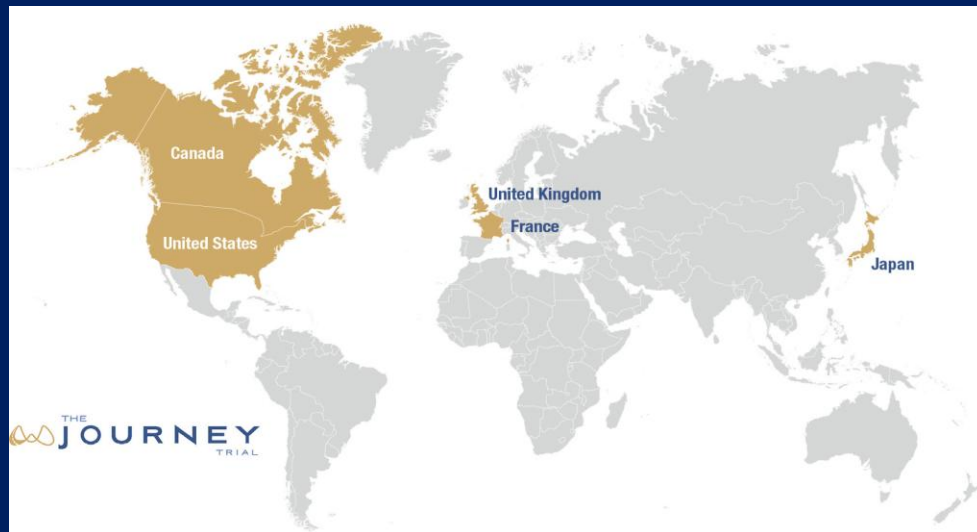 Canada
United Kingdom
France
United States
Japan
THE
JOURNEY
TRIAL